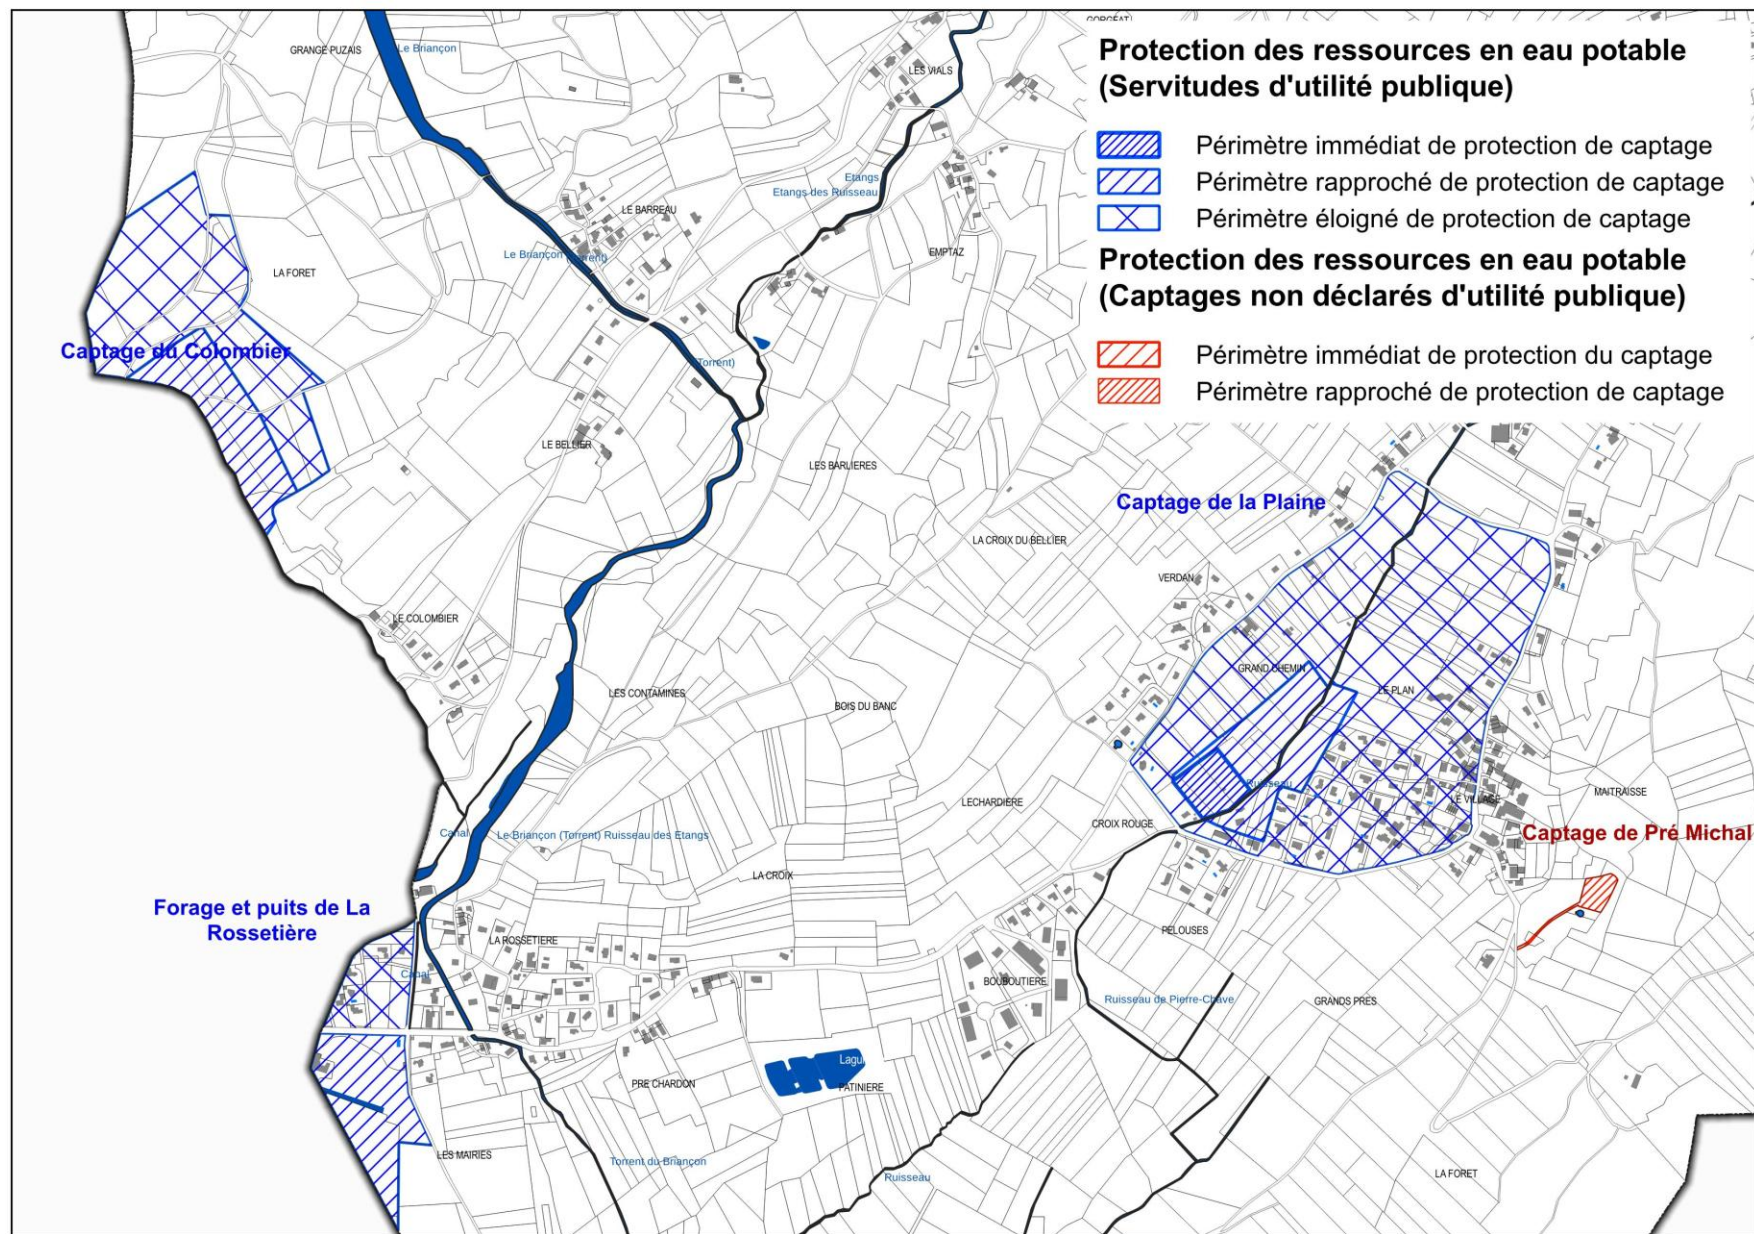 GORGEAT
Protection des ressources en eau potable
(Servitudes d'utilité publique)
Périmètre immédiat de protection de captage
Périmètre rapproché de protection de captage
Périmètre éloigné de protection de captage
Protection des ressources en eau potable
(Captages non déclarés d'utilité publique)
Périmètre immédiat de protection du captage
Périmètre rapproché de protection de captage
GRANGE PUZAIS
Le Briançon
LES VIALS
Etangs
Etangs des Ruisseau
LE BARREAU
Le Briançon (Torrent)
EMPTAZ
LA FORET
Captage du Colombier
(Torrent)
LE BELLIER
LES BARLIERES
Captage de la Plaine
LA CROIX DU BELLIER
VERDAN
LE COLOMBIER
GRAND CHEMIN
LE PLAN
LES CONTAMINES
BOIS DU BANC
Ruisseau
LE VILLAGE
MAITRAISSE
LECHARDIERE
CROIX ROUGE
Canal
Le Briançon (Torrent) Ruisseau des Etangs
Captage de Pré Michal
LA CROIX
Forage et puits de La
Rossetière
PELOUSES
LA ROSSETIERE
Canal
BOUBOUTIERE
Ruisseau de Pierre-Chave
GRANDS PRES
Lagu
PRE CHARDON
PATINIERE
LES MAIRIES
Torrent du Briançon
Ruisseau
LA FORET